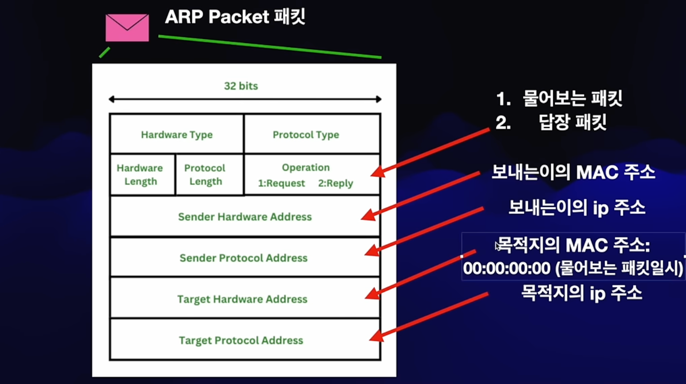 ARP Packet 패킷
32 bits
Hardware Type
Protocol Type
Hardware
Length
Protocol
Length
Operation
1:Request 2:Reply
Sender Hardware Address
Sender Protocol Address
Target Hardware Address
Target Protocol Address
1. 물어보는 패킷
2. 답장 패킷
보내는이의 MAC 주소
보내는이의 ip 주소
목적지의 MAC 주소:
00:00:00:00 (물어보는 패킷일시)
목적지의 ip 주소